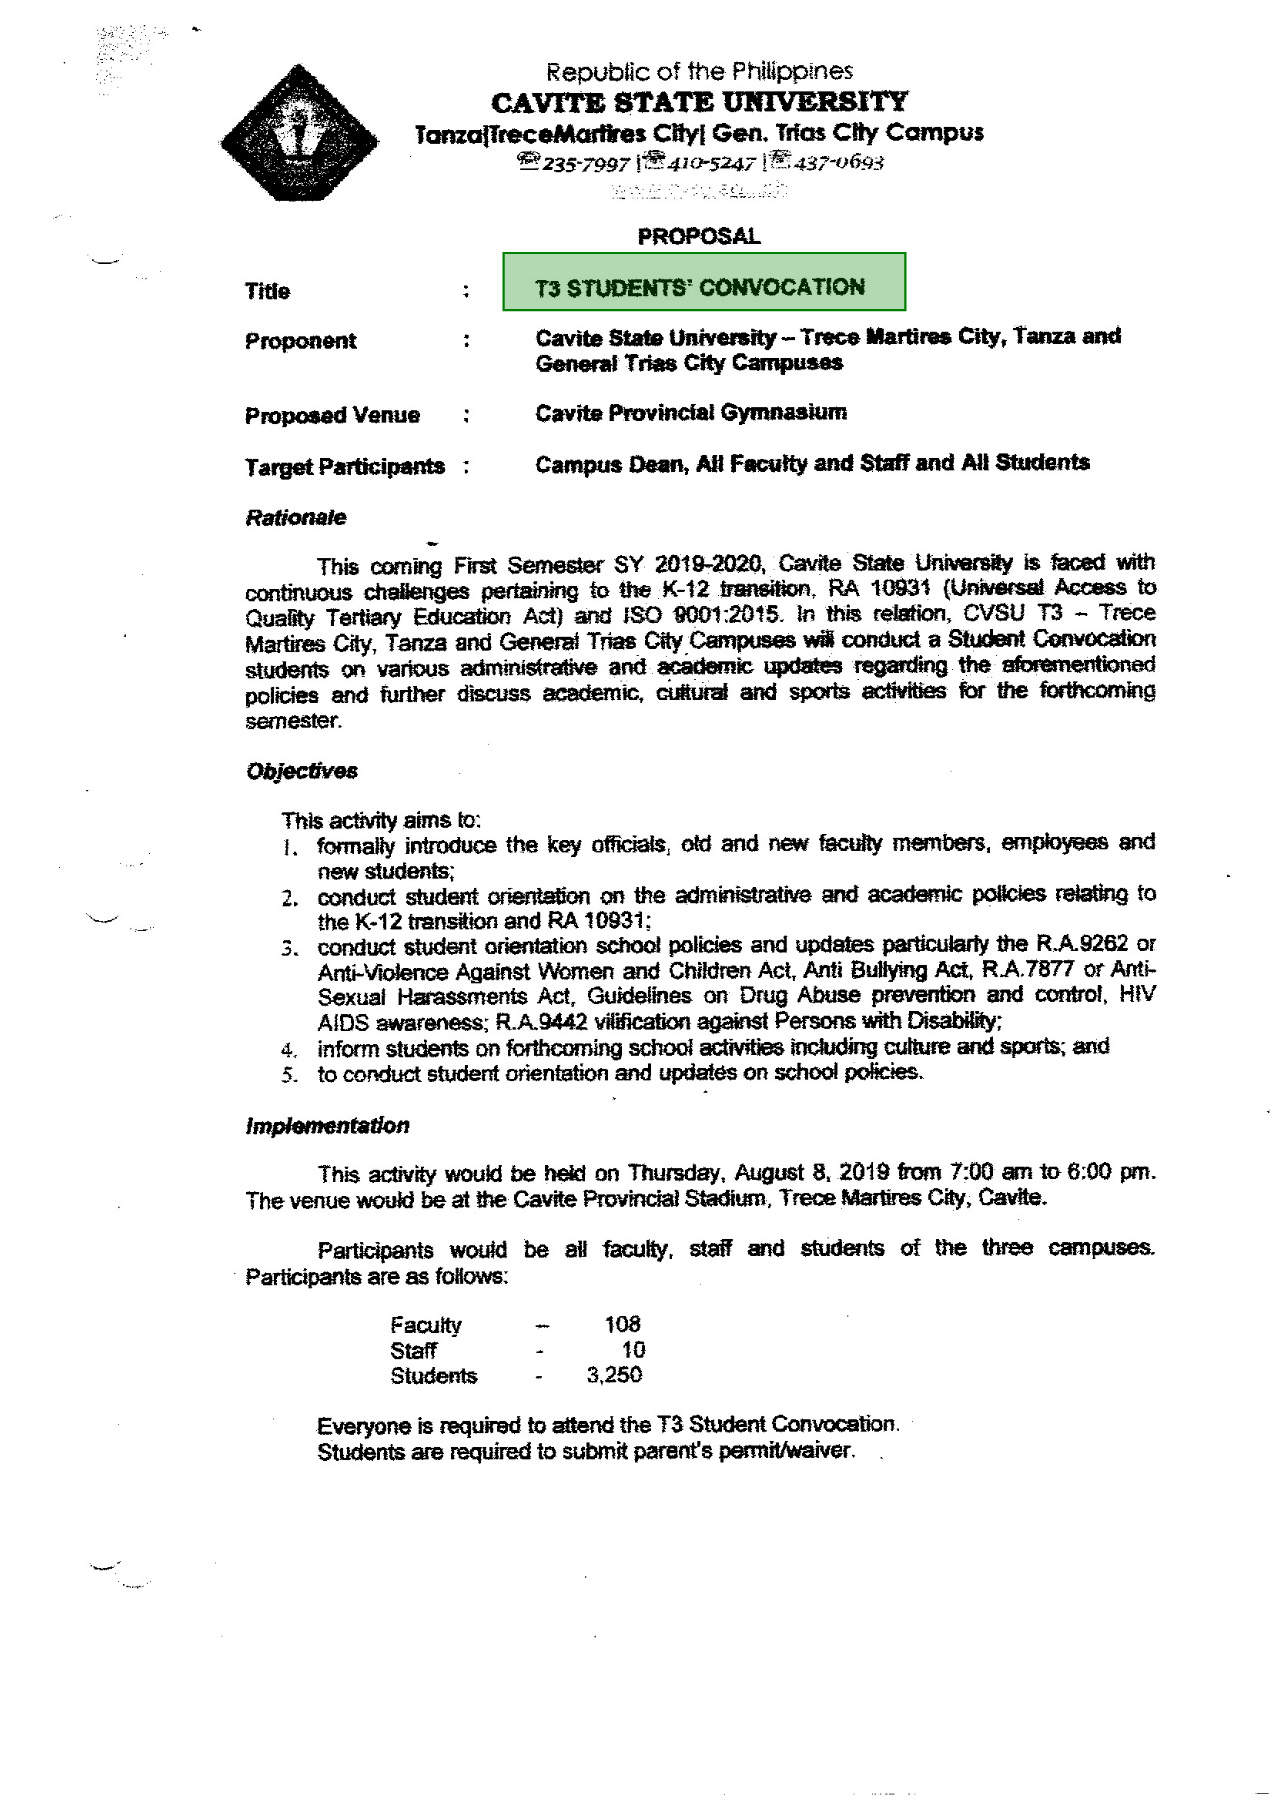 Republic of the Philippines
CAVITE STATE UNIVERSITY
Tanza|TreceMartires City| Gen. Trias City Campus
☎235-7997 |☎410-5247 |☎437-0693
PROPOSAL
Title : T3 STUDENTS' CONVOCATION
Proponent : Cavite State University – Trece Martires City, Tanza and
General Trias City Campuses
Proposed Venue : Cavite Provincial Gymnasium
Target Participants : Campus Dean, All Faculty and Staff and All Students
Rationale
This coming First Semester SY 2019-2020, Cavite State University is faced with
continuous challenges pertaining to the K-12 transition, RA 10931 (Universal Access to
Quality Tertiary Education Act) and ISO 9001:2015. In this relation, CVSU T3 – Trece
Martires City, Tanza and General Trias City Campuses will conduct a Student Convocation
students on various administrative and academic updates regarding the aforementioned
policies and further discuss academic, cultural and sports activities for the forthcoming
semester.
Objectives
This activity aims to:
1. formally introduce the key officials, old and new faculty members, employees and
new students;
2. conduct student orientation on the administrative and academic policies relating to
the K-12 transition and RA 10931;
3. conduct student orientation school policies and updates particularly the R.A.9262 or
Anti-Violence Against Women and Children Act, Anti Bullying Act, R.A.7877 or Anti-
Sexual Harassments Act, Guidelines on Drug Abuse prevention and control, HIV
AIDS awareness; R.A.9442 vilification against Persons with Disability;
4. inform students on forthcoming school activities including culture and sports; and
5. to conduct student orientation and updates on school policies.
Implementation
This activity would be held on Thursday, August 8, 2019 from 7:00 am to 6:00 pm.
The venue would be at the Cavite Provincial Stadium, Trece Martires City, Cavite.
Participants would be all faculty, staff and students of the three campuses.
Participants are as follows:
Faculty – 108
Staff - 10
Students - 3,250
Everyone is required to attend the T3 Student Convocation.
Students are required to submit parent's permit/waiver.